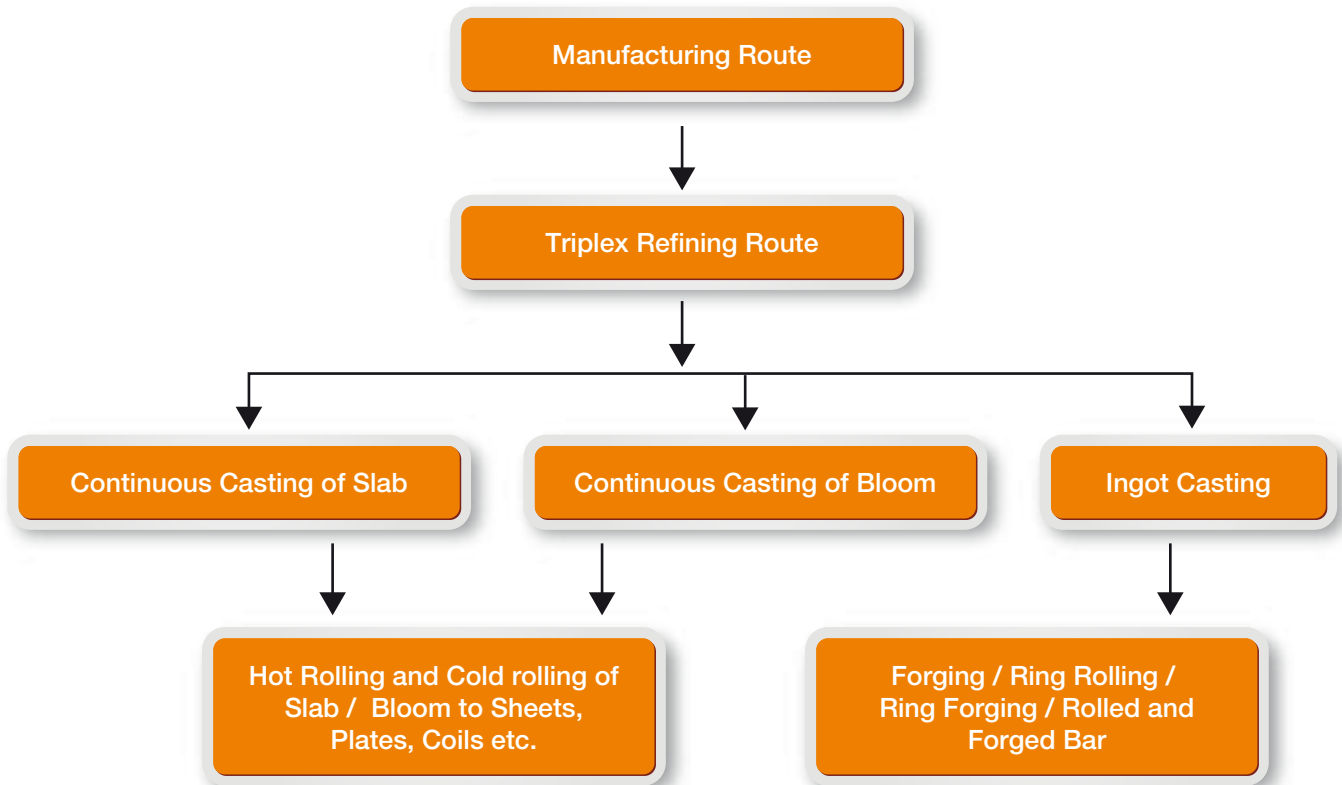 Manufacturing Route
Triplex Refining Route
Continuous Casting of Slab
Continuous Casting of Bloom
Ingot Casting
Hot Rolling and Cold rolling of
Slab / Bloom to Sheets,
Plates, Coils etc.
Forging / Ring Rolling /
Ring Forging / Rolled and
Forged Bar